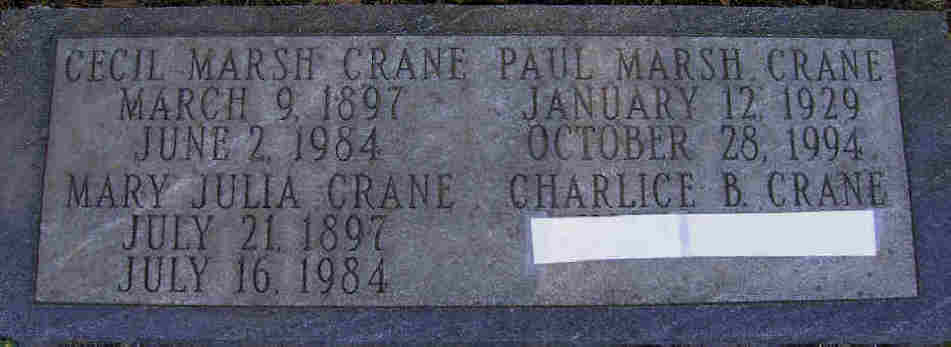 CECIL MARSH CRANE
MARCH 9, 1897
JUNE 2, 1984
MARY JULIA CRANE
JULY 21, 1897
JULY 16, 1984
PAUL MARSH CRANE
JANUARY 12, 1929
OCTOBER 28, 1994
CHARLICE B. CRANE